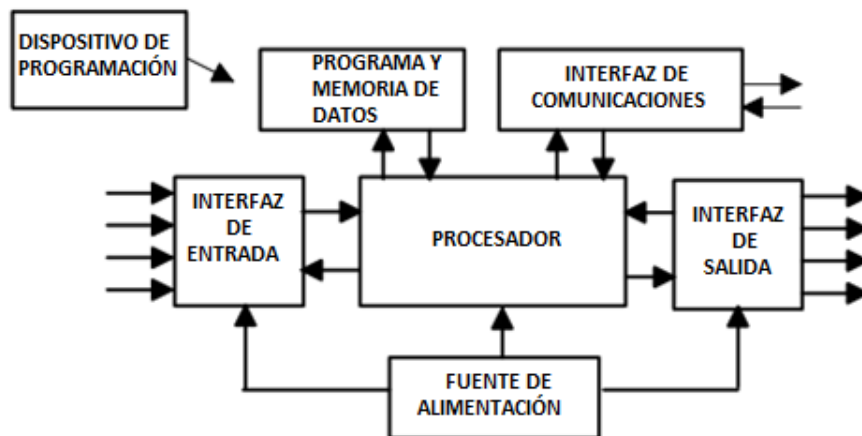 DISPOSITIVO DE
PROGRAMACIÓN
PROGRAMA Y
MEMORIA DE
DATOS
INTERFAZ DE
COMUNICACIONES
INTERFAZ
DE
ENTRADA
PROCESADOR
INTERFAZ
DE
SALIDA
FUENTE DE
ALIMENTACIÓN